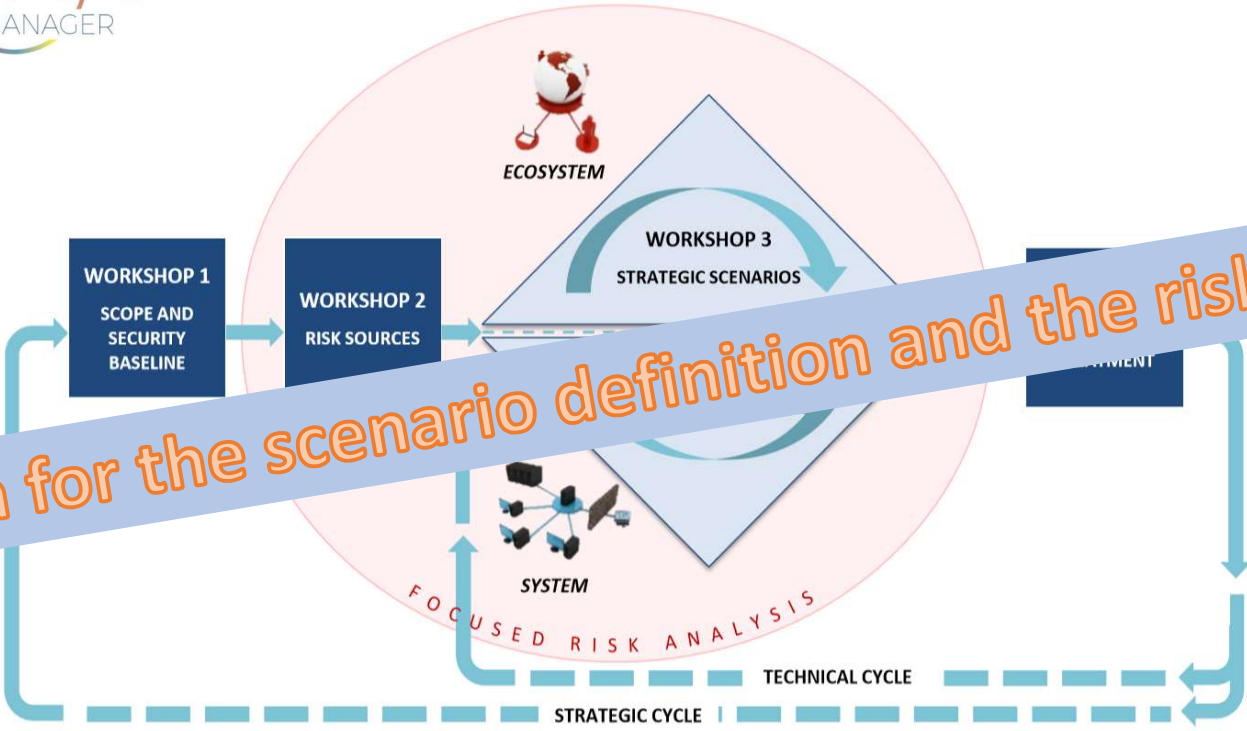 ANAGER
ECOSYSTEM
WORKSHOP 3
STRATEGIC SCENARIOS
WORKSHOP 1
SCOPE AND
SECURITY
BASELINE
WORKSHOP 2
RISK SOURCES
for the scenario definition and the risk
SYSTEM
FOCUSED RISK ANALYSIS
TECHNICAL CYCLE
STRATEGIC CYCLE